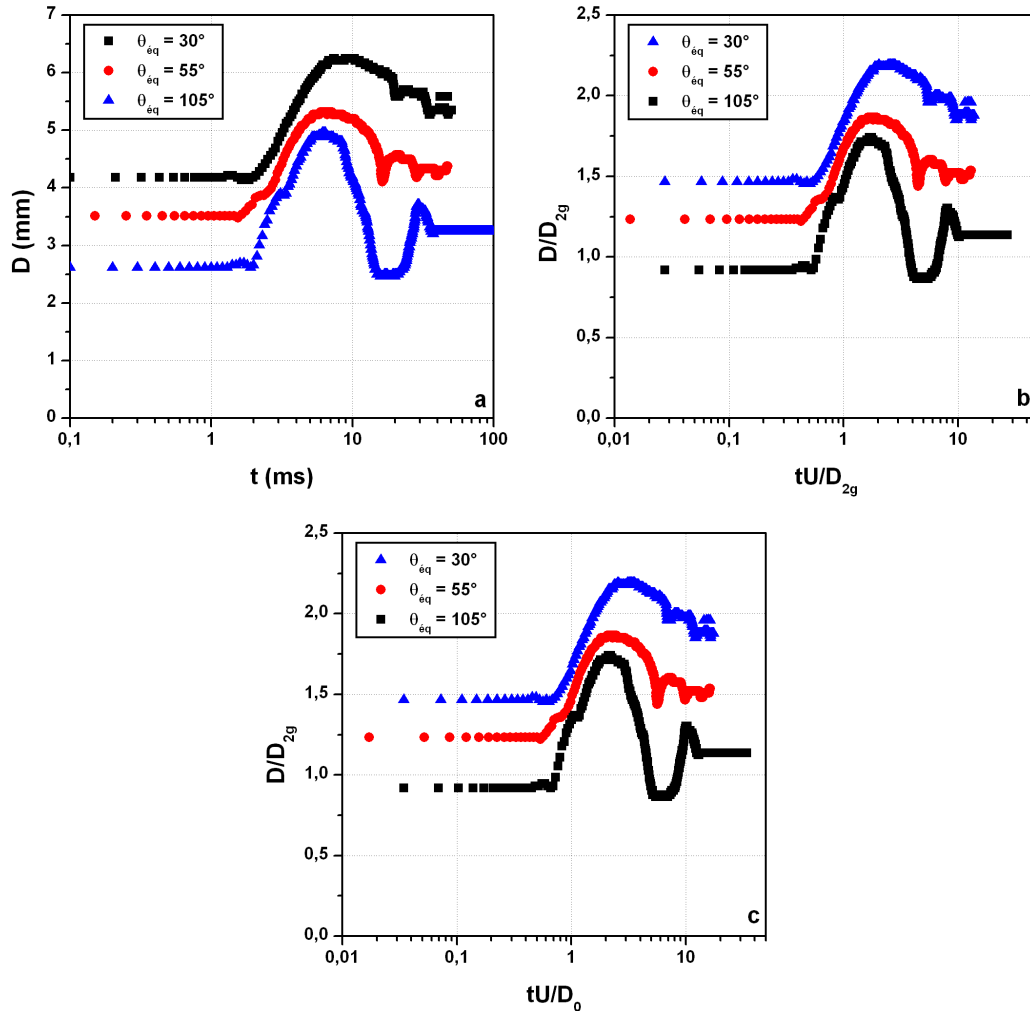 7
6
5
4
3
2
1
0
D (mm)
θéq = 30°
θéq = 55°
θéq = 105°
a
0,1
1
10
100
t (ms)
2,5
2,0
1,5
1,0
0,5
0,0
D/D2g
θéq = 30°
θéq = 55°
θéq = 105°
b
0,01
0,1
1
10
tU/D2g
2,5
2,0
1,5
1,0
0,5
0,0
D/D2g
θéq = 30°
θéq = 55°
θéq = 105°
c
0,01
0,1
1
10
tU/D0